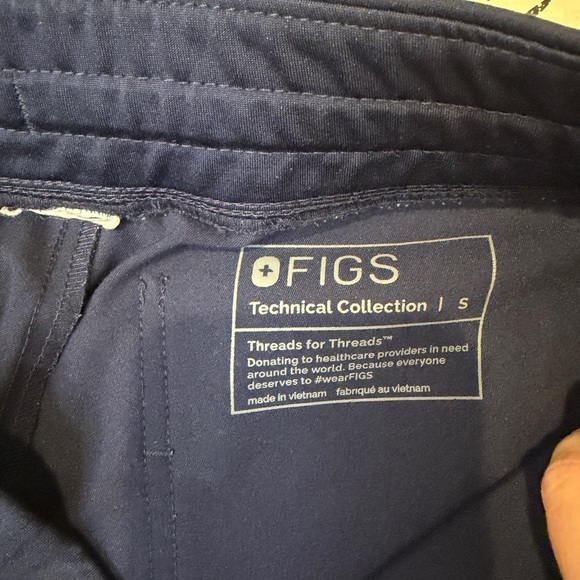 FIGS
Technical Collection | S
Threads for Threads™
Donating to healthcare providers in need
around the world. Because everyone
deserves to #wearFIGS
made in vietnam fabriqué au vietnam